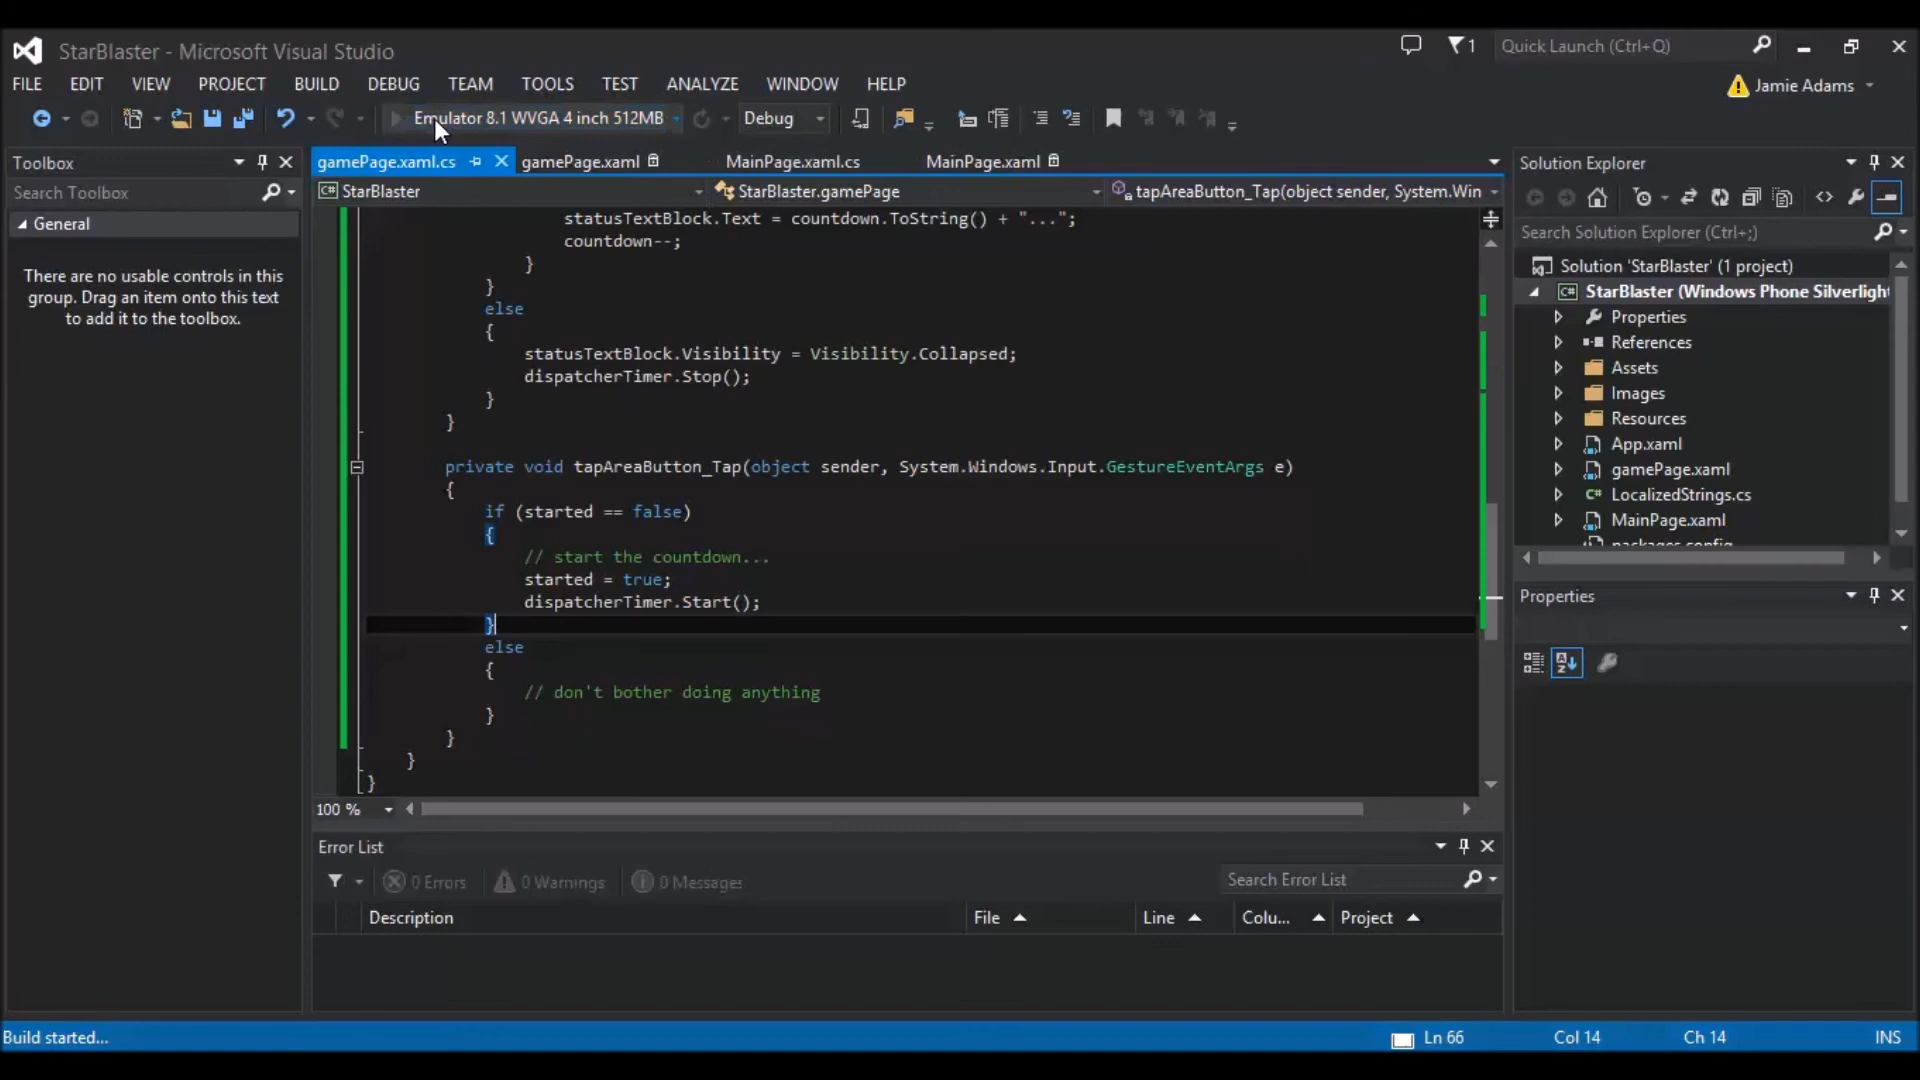 StarBlaster - Microsoft Visual Studio
1
Quick Launch (Ctrl+Q)
FILE EDIT VIEW PROJECT BUILD DEBUG TEAM TOOLS TEST ANALYZE WINDOW HELP
Jamie Adams
Emulator 8.1 WVGA 4 inch 512MB
Debug
Toolbox
Search Toolbox
General
There are no usable controls in this
group. Drag an item onto this text
to add it to the toolbox.
gamePage.xaml.cs
gamePage.xaml
MainPage.xaml.cs
MainPage.xaml
C# StarBlaster
StarBlaster.gamePage
tapAreaButton_Tap(object sender, System.Win
statusTextBlock.Text = countdown.ToString() + "...";
countdown--;
}
}
else
{
statusTextBlock.Visibility = Visibility.Collapsed;
dispatcherTimer.Stop();
}
}
private void tapAreaButton_Tap(object sender, System.Windows.Input.GestureEventArgs e)
{
if (started == false)
{
// start the countdown...
started = true;
dispatcherTimer.Start();
}
else
{
// don't bother doing anything
}
}
}
}
100 %
Error List
0 Errors
0 Warnings
0 Messages
Search Error List
Description
File
Line
Colu...
Project
Solution Explorer
Search Solution Explorer (Ctrl+;)
Solution 'StarBlaster' (1 project)
C# StarBlaster (Windows Phone Silverligh
Properties
References
Assets
Images
Resources
App.xaml
gamePage.xaml
C# LocalizedStrings.cs
MainPage.xaml
packages.config
Properties
Build started...
Ln 66
Col 14
Ch 14
INS